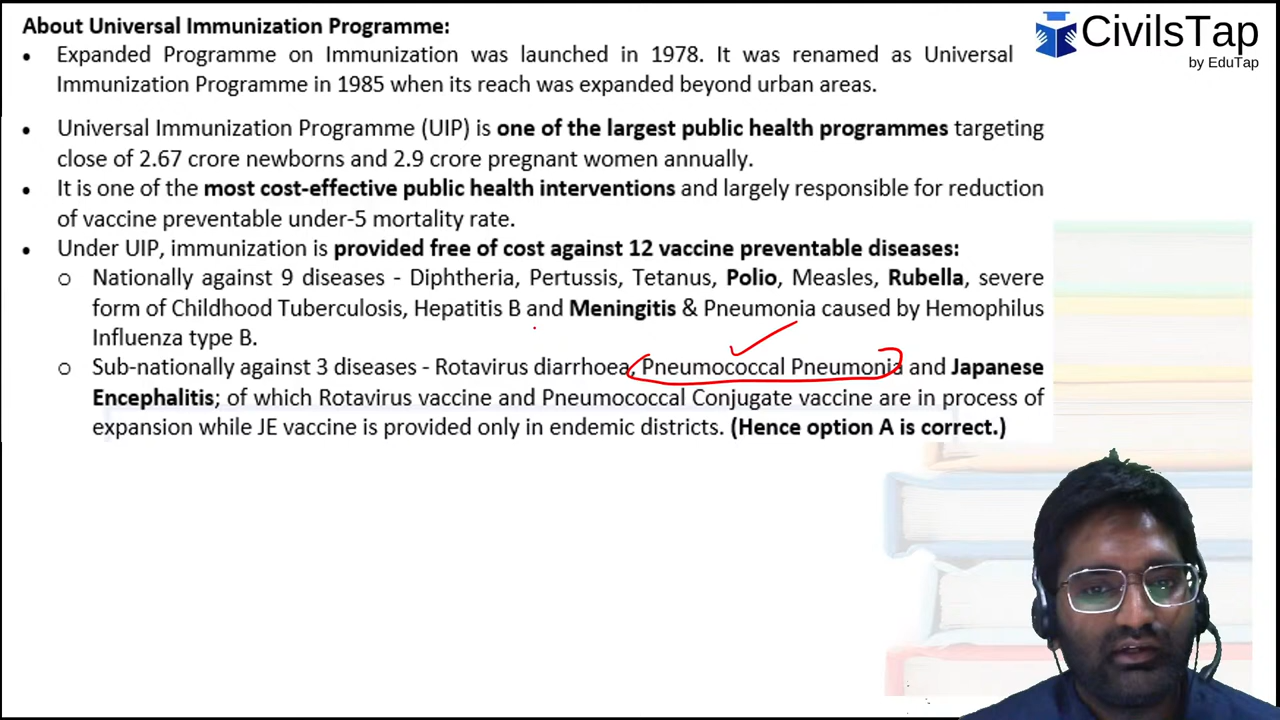 About Universal Immunization Programme:
CivilsTap
by EduTap
• Expanded Programme on Immunization was launched in 1978. It was renamed as Universal
Immunization Programme in 1985 when its reach was expanded beyond urban areas.
• Universal Immunization Programme (UIP) is one of the largest public health programmes targeting
close of 2.67 crore newborns and 2.9 crore pregnant women annually.
• It is one of the most cost-effective public health interventions and largely responsible for reduction
of vaccine preventable under-5 mortality rate.
• Under UIP, immunization is provided free of cost against 12 vaccine preventable diseases:
o Nationally against 9 diseases - Diphtheria, Pertussis, Tetanus, Polio, Measles, Rubella, severe
form of Childhood Tuberculosis, Hepatitis B and Meningitis & Pneumonia caused by Hemophilus
Influenza type B.
o Sub-nationally against 3 diseases - Rotavirus diarrhoea, Pneumococcal Pneumonia and Japanese
Encephalitis; of which Rotavirus vaccine and Pneumococcal Conjugate vaccine are in process of
expansion while JE vaccine is provided only in endemic districts. (Hence option A is correct.)